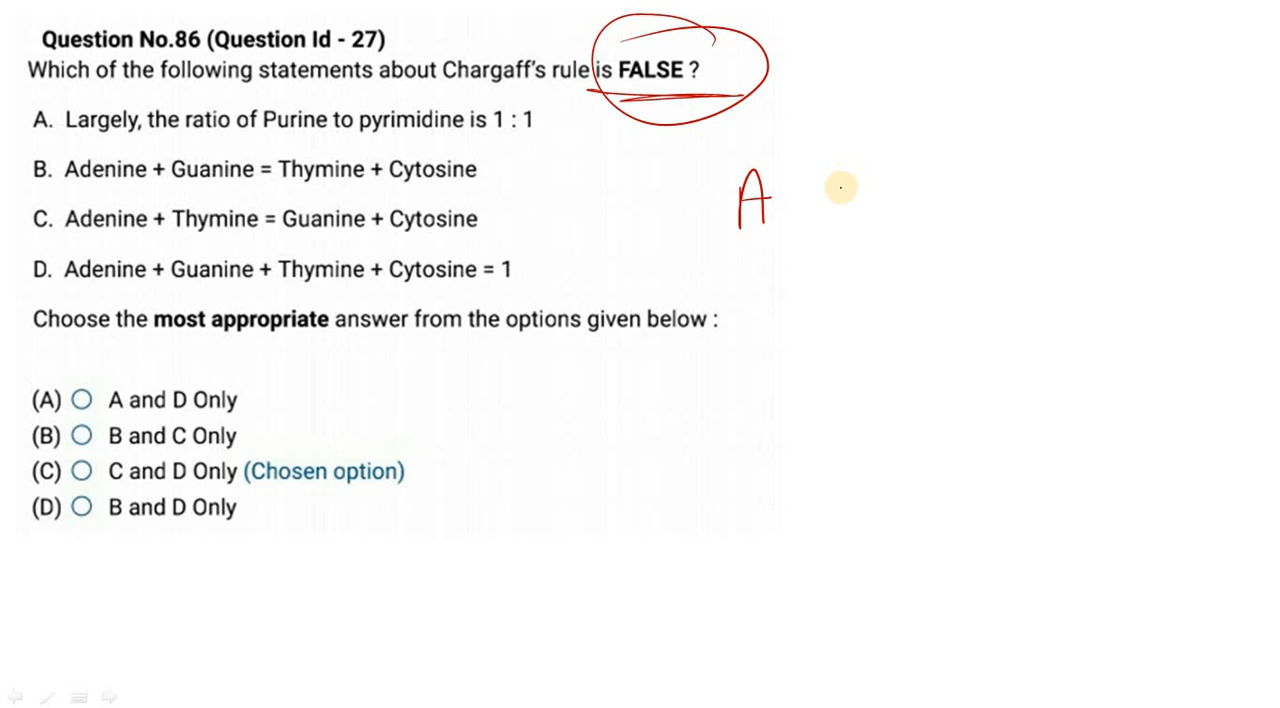 Question No.86 (Question Id - 27)
Which of the following statements about Chargaff's rule is FALSE ?
A. Largely, the ratio of Purine to pyrimidine is 1 : 1
B. Adenine + Guanine = Thymine + Cytosine
A
C. Adenine + Thymine = Guanine + Cytosine
D. Adenine + Guanine + Thymine + Cytosine = 1
Choose the most appropriate answer from the options given below :
(A) A and D Only
(B) B and C Only
(C) C and D Only (Chosen option)
(D) B and D Only